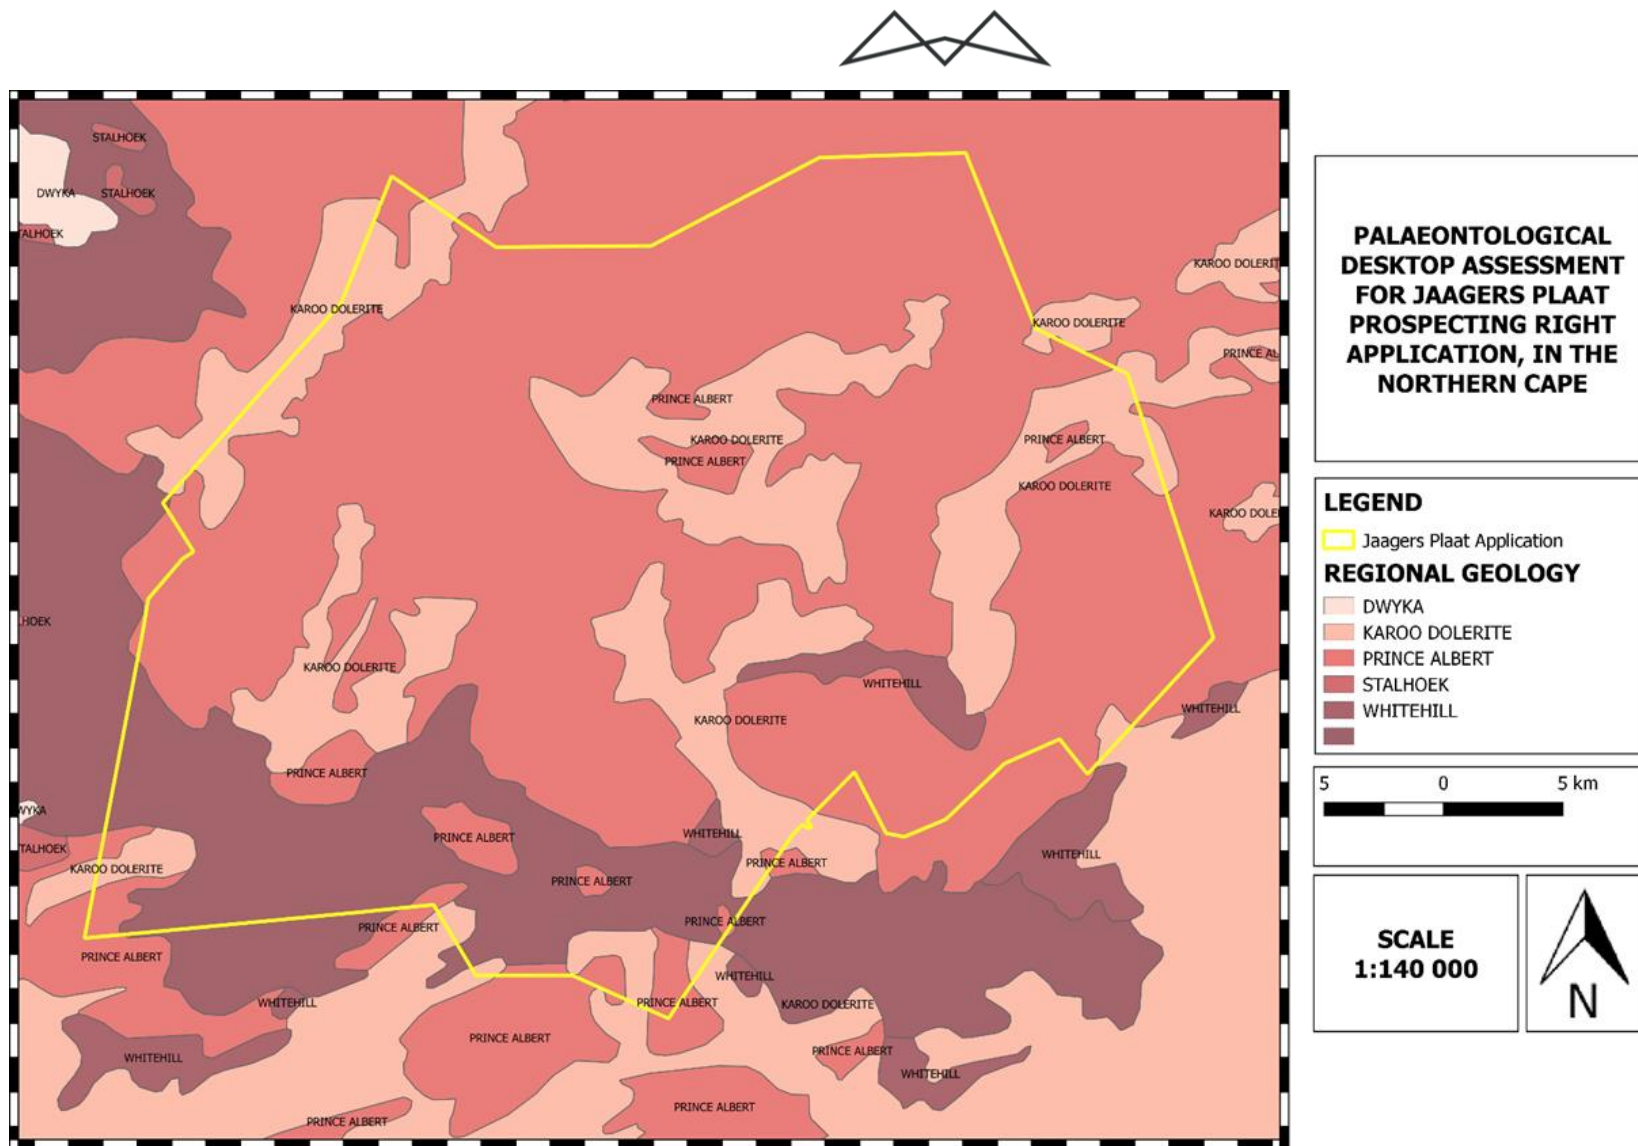 STALHOEK
DWYKA
STALHOEK
TALHOEK
KAROO DOLERIT
KAROO DOLERITE
KAROO DOLERITE
PRINCE AL
PRINCE ALBERT
KAROO DOLERITE
PRINCE ALBERT
PRINCE ALBERT
KAROO DOLERITE
KAROO DOLE
HOEK
KAROO DOLERITE
WHITEHILL
WHITEHILL
KAROO DOLERITE
PRINCE ALBERT
WYKA
PRINCE ALBERT
WHITEHILL
TALHOEK
KAROO DOLERITE
PRINCE ALBERT
WHITEHILL
PRINCE ALBERT
PRINCE ALBERT
PRINCE ALBERT
PRINCE ALBERT
WHITEHILL
WHITEHILL
PRINCE ALBERT
KAROO DOLERITE
PRINCE ALBERT
WHITEHILL
PRINCE ALBERT
WHITEHILL
PRINCE ALBERT
PRINCE ALBERT
PALAEONTOLOGICAL
DESKTOP ASSESSMENT
FOR JAAGERS PLAAT
PROSPECTING RIGHT
APPLICATION, IN THE
NORTHERN CAPE
LEGEND
Jaagers Plaat Application
REGIONAL GEOLOGY
DWYKA
KAROO DOLERITE
PRINCE ALBERT
STALHOEK
WHITEHILL
5 0 5 km
SCALE
1:140 000
N